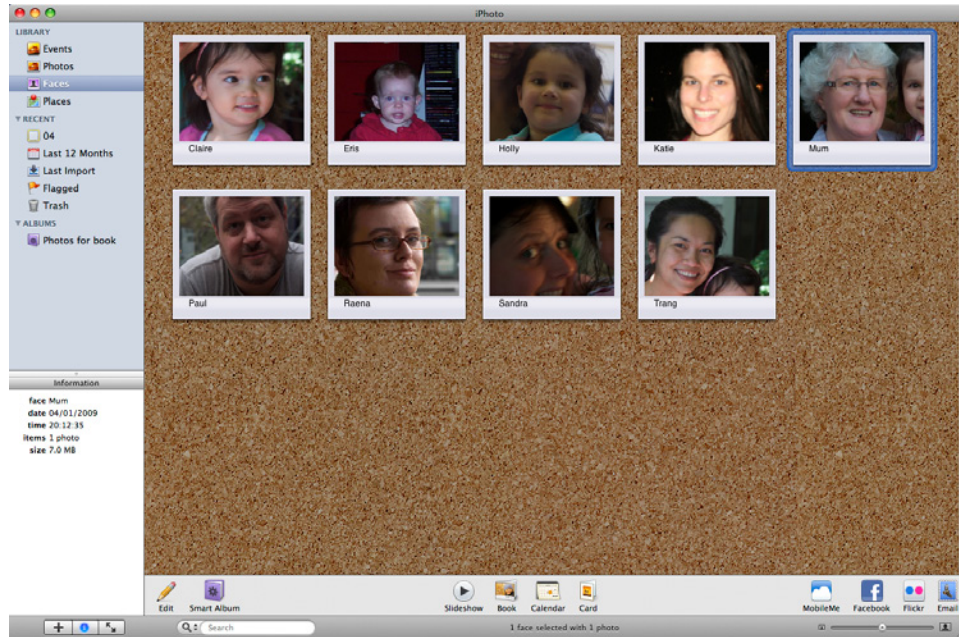 iPhoto
LIBRARY
Events
Photos
Faces
Places
RECENT
04
Last 12 Months
Last Import
Flagged
Trash
ALBUMS
Photos for book
Claire
Eris
Holly
Katie
Mum
Paul
Raena
Sandra
Trang
Information
face Mum
date 04/01/2009
time 20:12:35
items 1 photo
size 7.0 MB
Edit
Smart Album
Slideshow
Book
Calendar
Card
MobileMe
Facebook
Flickr
Email
Search
1 face selected with 1 photo